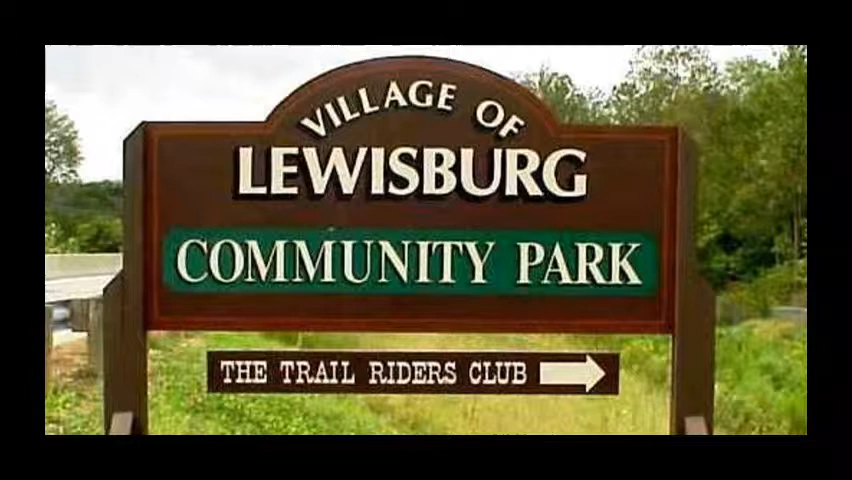 VILLAGE OF
LEWISBURG
COMMUNITY PARK
THE TRAIL RIDERS CLUB